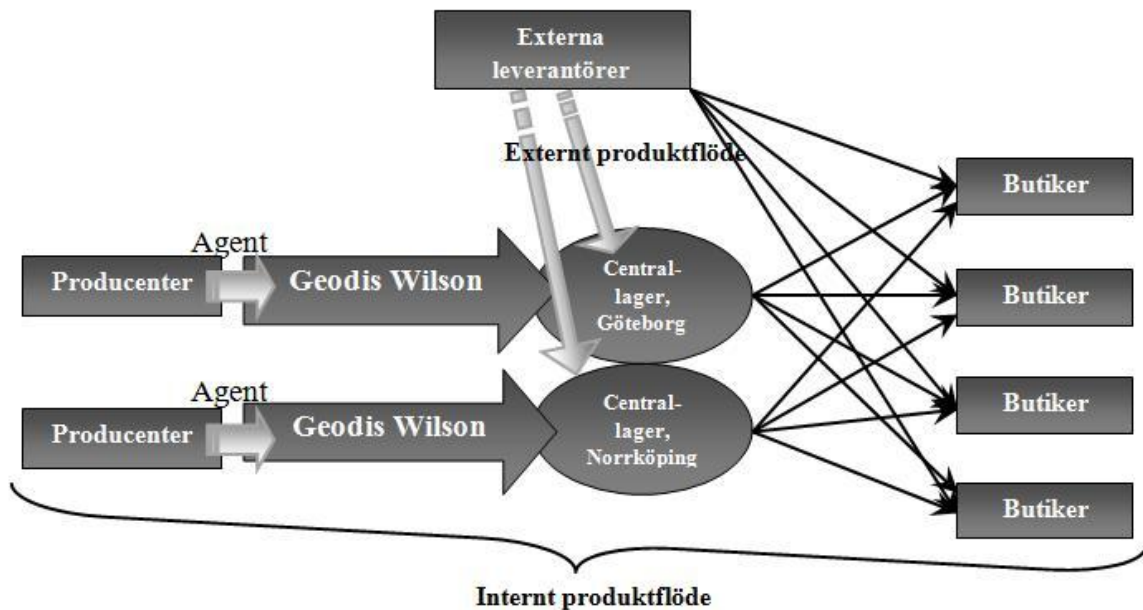 Externa
leverantörer
Externt produktflöde
Butiker
Agent
Producenter
Geodis Wilson
Central-
lager,
Göteborg
Butiker
Agent
Producenter
Geodis Wilson
Central-
lager,
Norrköping
Butiker
Butiker
Internt produktflöde